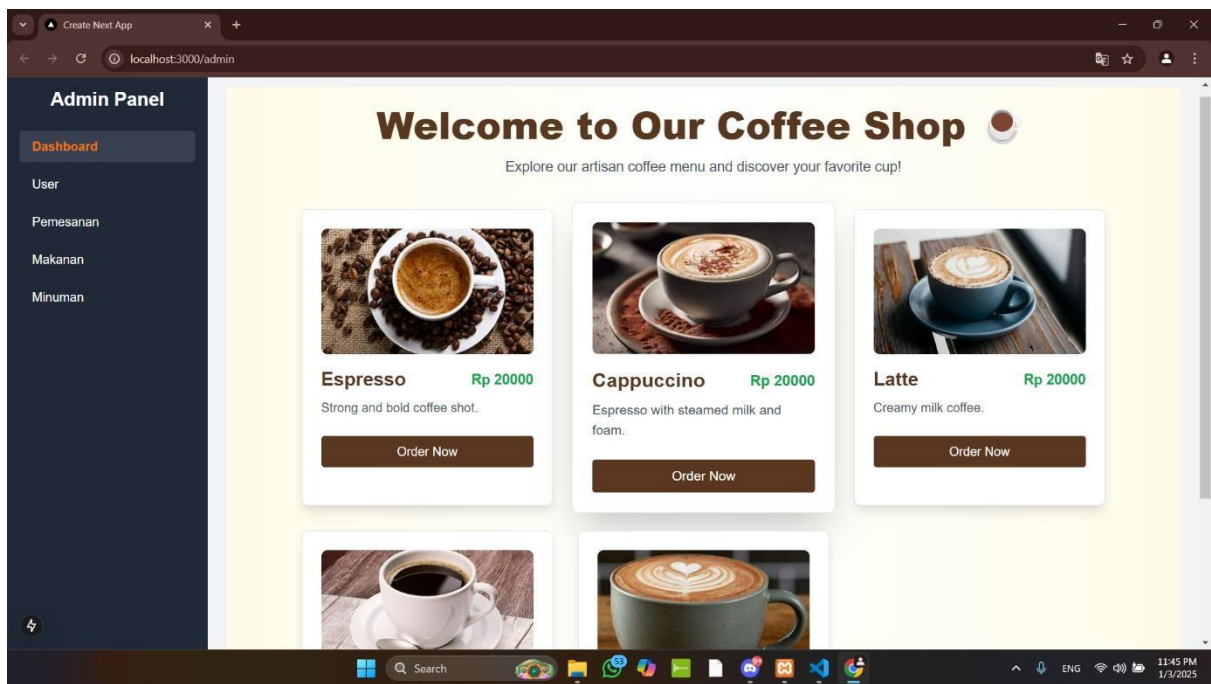 Create Next App
localhost:3000/admin
Admin Panel
Dashboard
User
Pemesanan
Makanan
Minuman
Welcome to Our Coffee Shop
Explore our artisan coffee menu and discover your favorite cup!
Espresso Rp 20000
Strong and bold coffee shot.
Order Now
Cappuccino Rp 20000
Espresso with steamed milk and
foam.
Order Now
Latte Rp 20000
Creamy milk coffee.
Order Now
Search
53
ENG
11:45 PM
1/3/2025